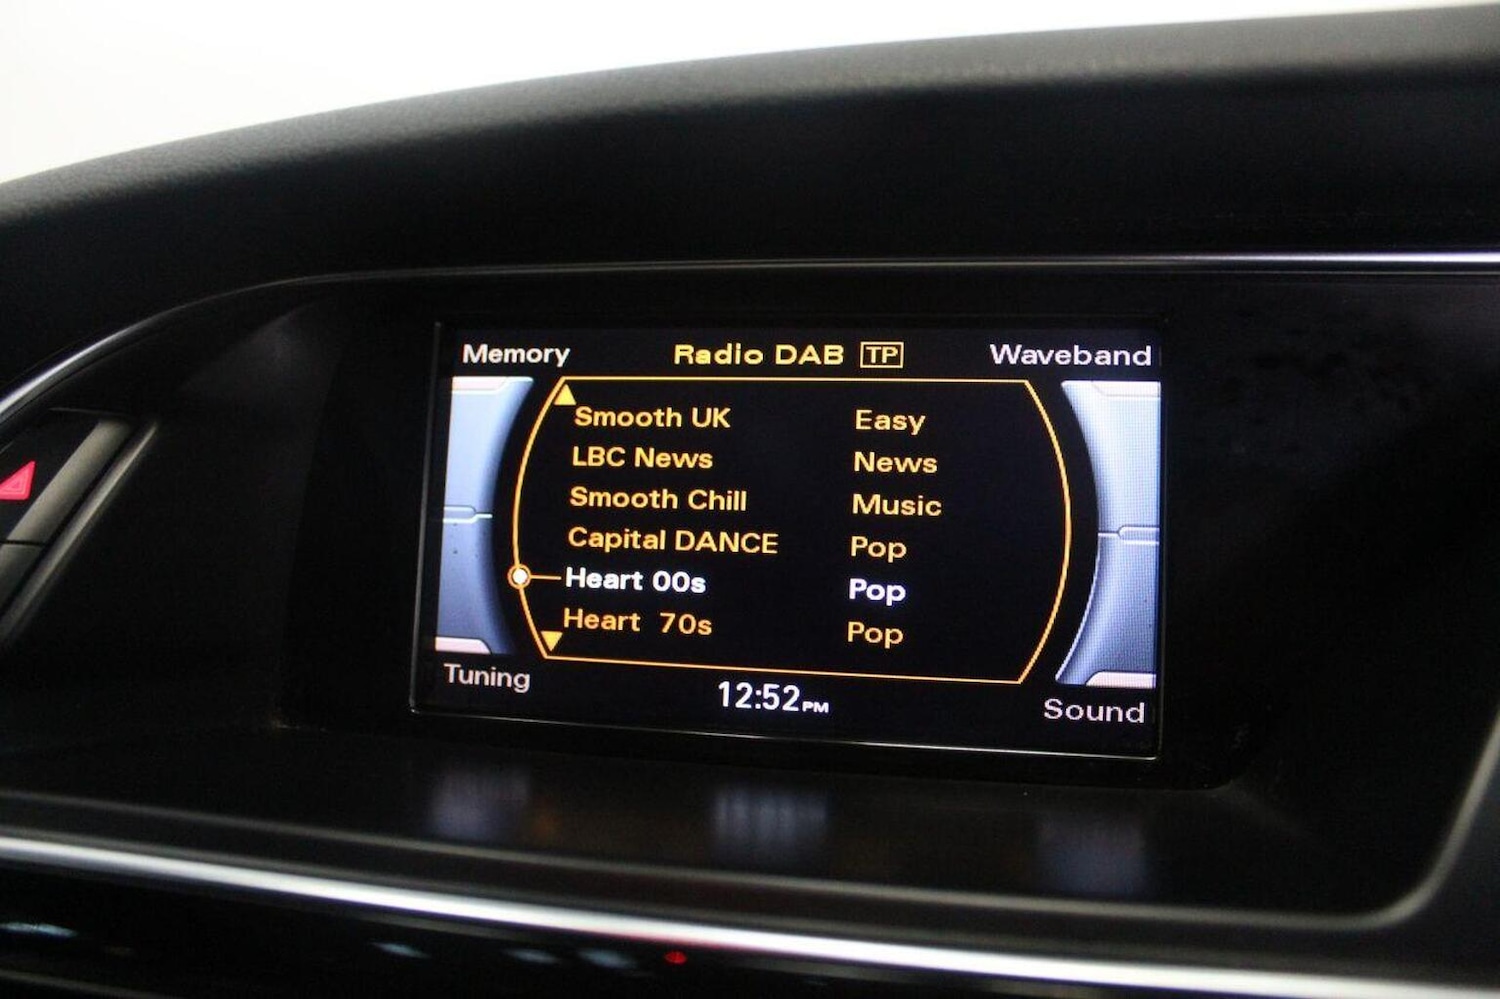 Memory Radio DAB TP Waveband
Smooth UK Easy
LBC News News
Smooth Chill Music
Capital DANCE Pop
Heart 00s Pop
Heart 70s Pop
Tuning 12:52PM Sound